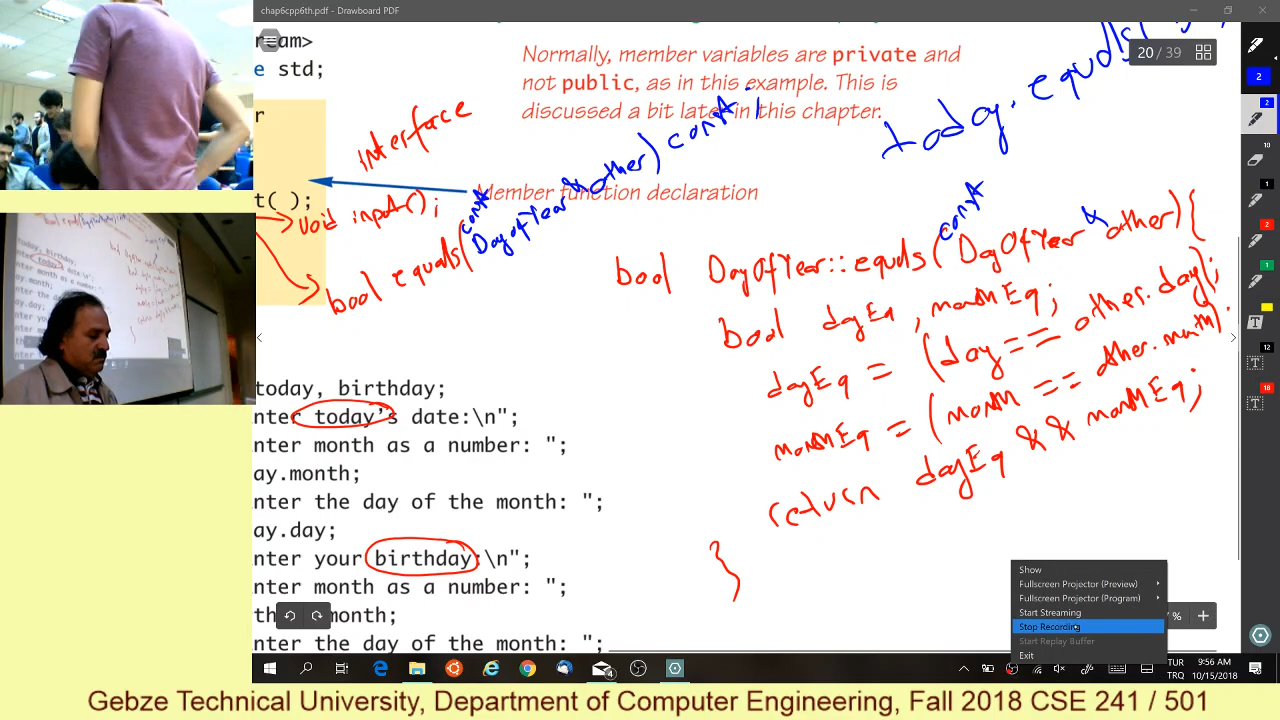 chap6cpp6th.pdf - Drawboard PDF
ream>
e std;
Normally, member variables are private and
not public, as in this example. This is
discussed a bit later in this chapter.
20 / 39
today. equals(
interface
r
Member function declaration
t( );
void input();
bool equals(const DayOfYear & other) const ;
bool DayOfYear::equals(const DayOfYear & other){
bool dayEq, monthEq;
dayEq = (day == other.day);
monthEq = (month == other.month).
return dayEq && monthEq;
}
today, birthday;
nter today's date:\n";
nter month as a number: ";
ay.month;
nter the day of the month: ";
ay.day;
nter your birthday:\n";
nter month as a number: ";
thday.month;
nter the day of the month: ";
Show
Fullscreen Projector (Preview)
Fullscreen Projector (Program)
Start Streaming
Stop Recording
Start Replay Buffer
Exit
%
TUR
TRQ
9:56 AM
10/15/2018
Gebze Technical University, Department of Computer Engineering, Fall 2018 CSE 241 / 501